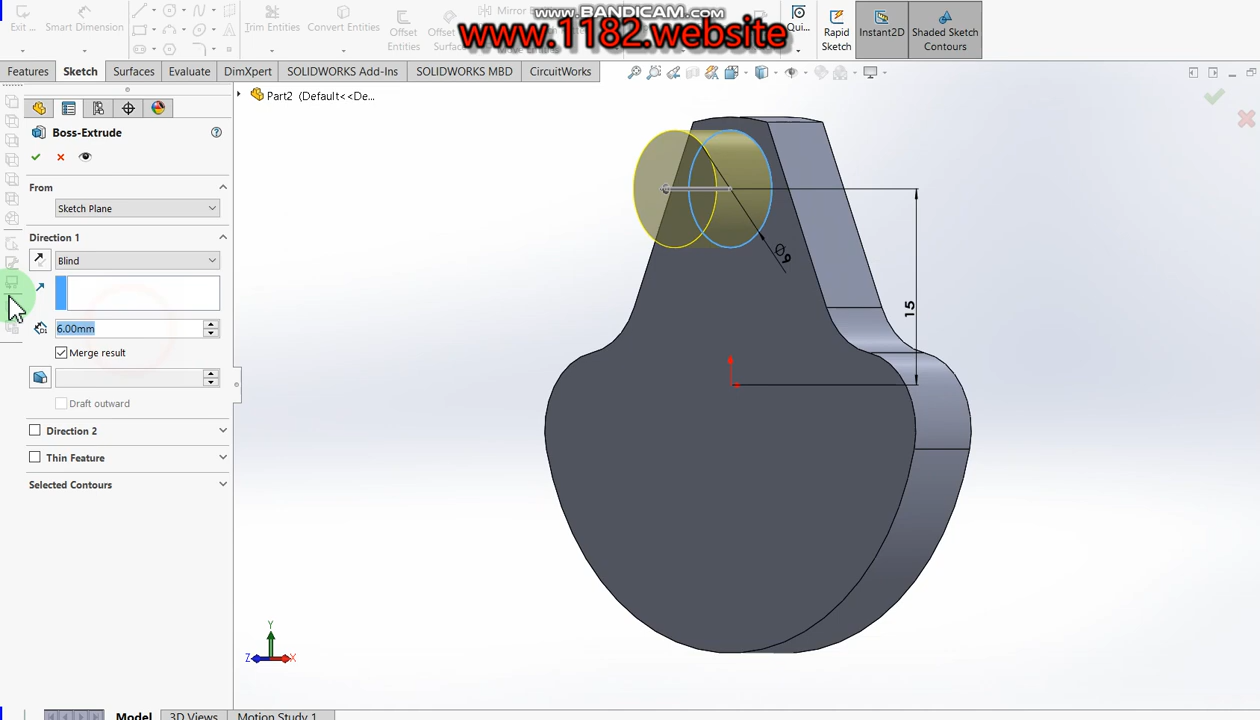 www.BANDICAM.com
www.1182.website
Exit ...
Smart Dimension
Trim Entities
Convert Entities
Offset
Entities
Mirror
Rapid
Sketch
Instant2D
Shaded Sketch
Contours
Features
Sketch
Surfaces
Evaluate
DimXpert
SOLIDWORKS Add-Ins
SOLIDWORKS MBD
CircuitWorks
Part2 (Default<<De...
Boss-Extrude
From
Sketch Plane
Direction 1
Blind
6.00mm
Merge result
Draft outward
Direction 2
Thin Feature
Selected Contours
Ø9
15
Y
Z
X
Model
3D Views
Motion Study 1